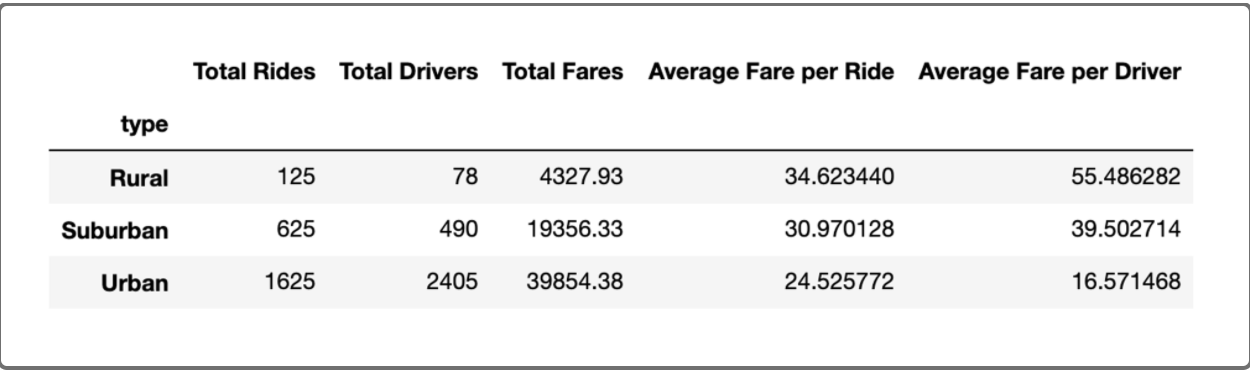 Total Rides Total Drivers Total Fares Average Fare per Ride Average Fare per Driver
type
Rural 125 78 4327.93 34.623440 55.486282
Suburban 625 490 19356.33 30.970128 39.502714
Urban 1625 2405 39854.38 24.525772 16.571468